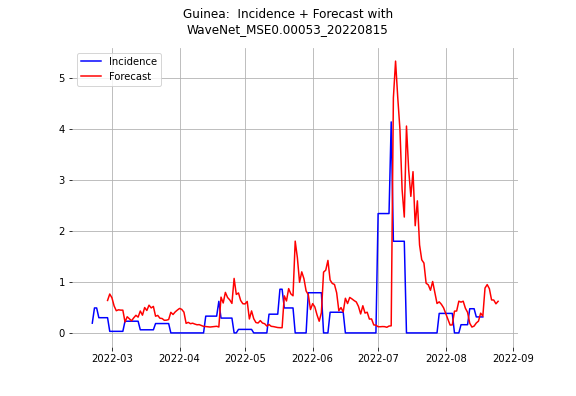 Guinea: Incidence + Forecast with
WaveNet_MSE0.00053_20220815
Incidence
Forecast
5
4
3
2
1
0
2022-03 2022-04 2022-05 2022-06 2022-07 2022-08 2022-09